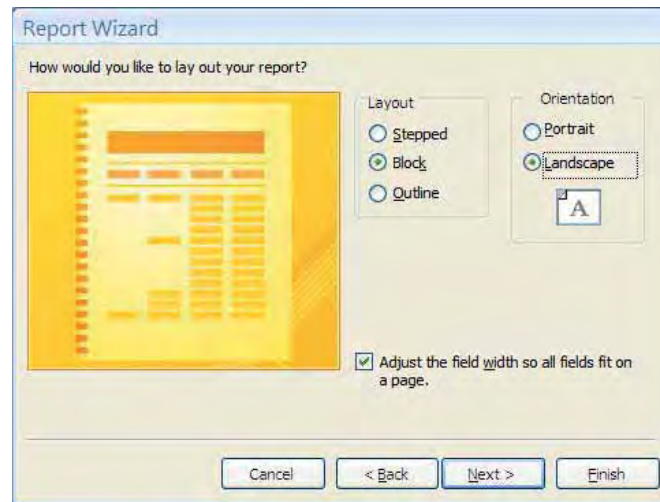 Report Wizard
How would you like to lay out your report?
Layout
Stepped
Block
Outline
Orientation
Portrait
Landscape
A
Adjust the field width so all fields fit on
a page.
Cancel
< Back
Next >
Finish